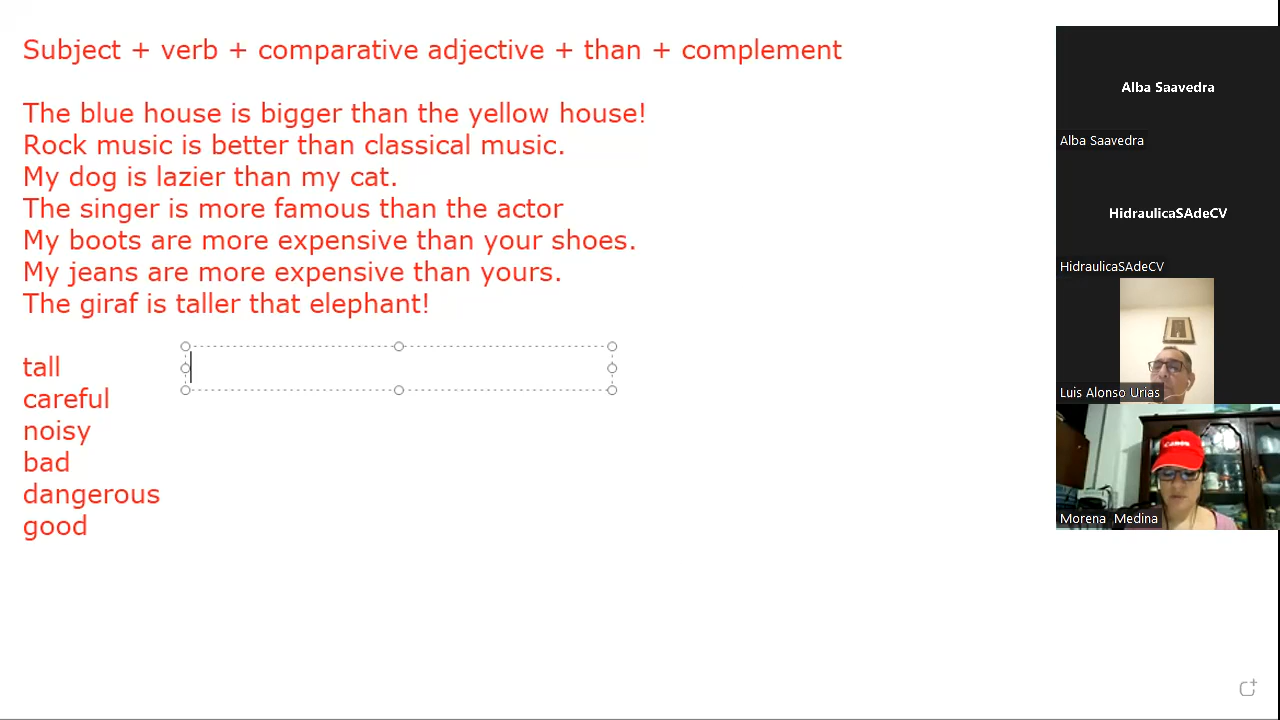 Subject + verb + comparative adjective + than + complement
The blue house is bigger than the yellow house!
Rock music is better than classical music.
My dog is lazier than my cat.
The singer is more famous than the actor
My boots are more expensive than your shoes.
My jeans are more expensive than yours.
The giraf is taller that elephant!
tall
careful
noisy
bad
dangerous
good
Alba Saavedra
Alba Saavedra
HidraulicaSAdeCV
HidraulicaSAdeCV
Luis Alonso Urias
Canon
Morena Medina